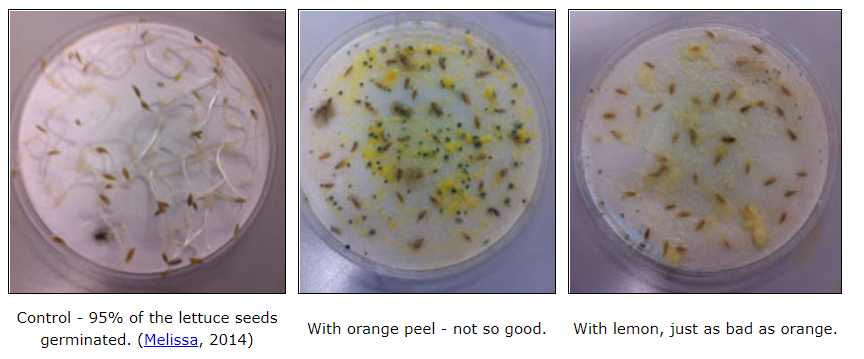 Control - 95% of the lettuce seeds
germinated. (Melissa, 2014)
With orange peel - not so good.
With lemon, just as bad as orange.